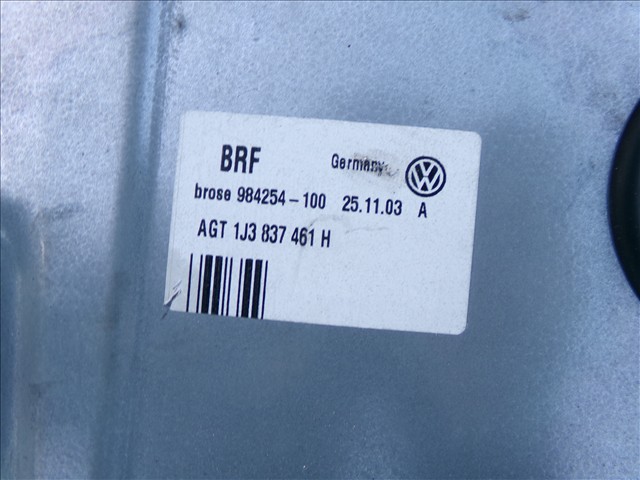 BRF Germany
brose 984254-100 25.11.03 A
AGT 1J3 837 461 H